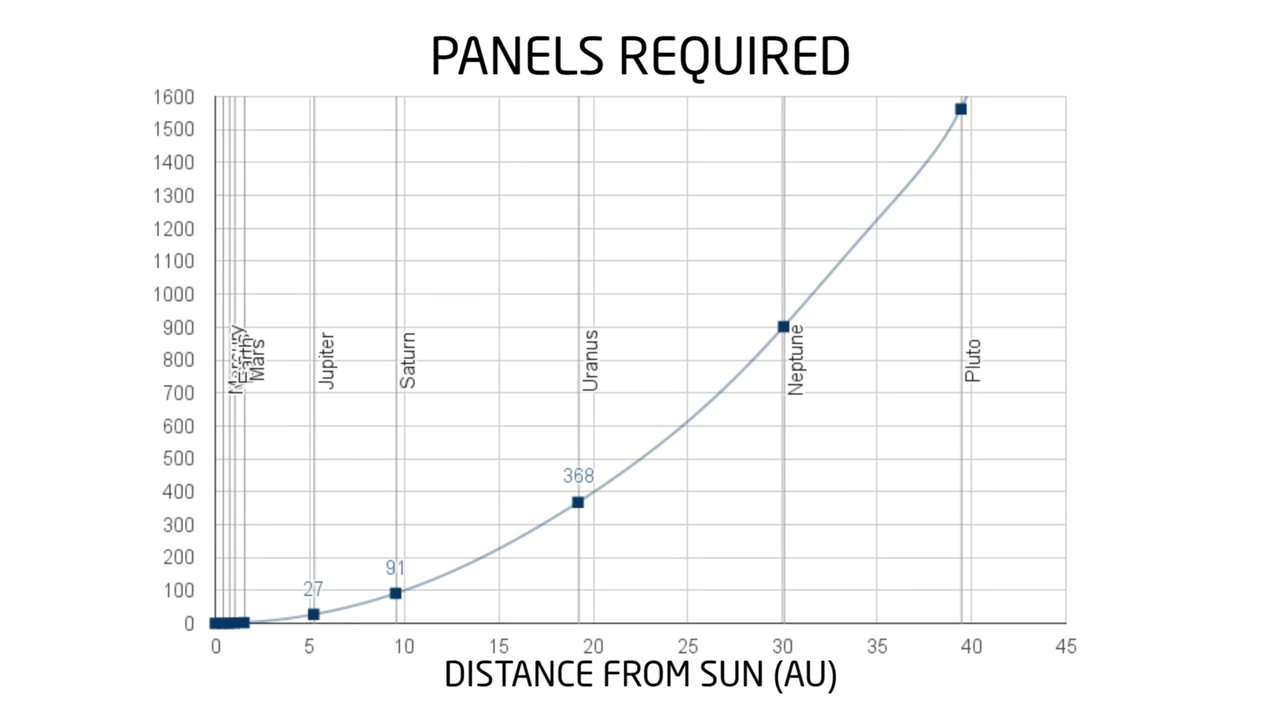 PANELS REQUIRED
1600
1500
1400
1300
1200
1100
1000
900
800
700
600
500
400
300
200
100
0
Mercury
Earth
Mars
Jupiter
Saturn
Uranus
Neptune
Pluto
27
91
368
0 5 10 15 20 25 30 35 40 45
DISTANCE FROM SUN (AU)